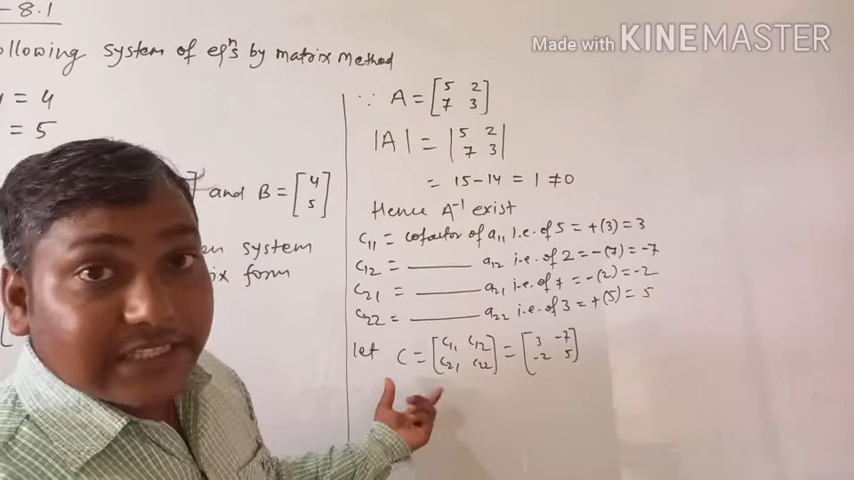 -8.1
ollowing system of eqⁿs by matrix method
y = 4
= 5
and B = [4 5]
en system
ix form
∵ A = [5 2 7 3]
|A| = |5 2 7 3|
= 15-14 = 1 ≠0
Hence A⁻¹ exist
C₁₁ = cofactor of a₁₁ i.e. of 5 = +(3) = 3
C₁₂ = ______ a₁₂ i.e. of 2 = -(7) = -7
C₂₁ = ______ a₂₁ i.e. of 7 = -(2) = -2
C₂₂ = ______ a₂₂ i.e. of 3 = +(5) = 5
let C = [C₁₁ C₁₂ C₂₁ C₂₂] = [3 -7 -2 5]
Made with KINEMASTER